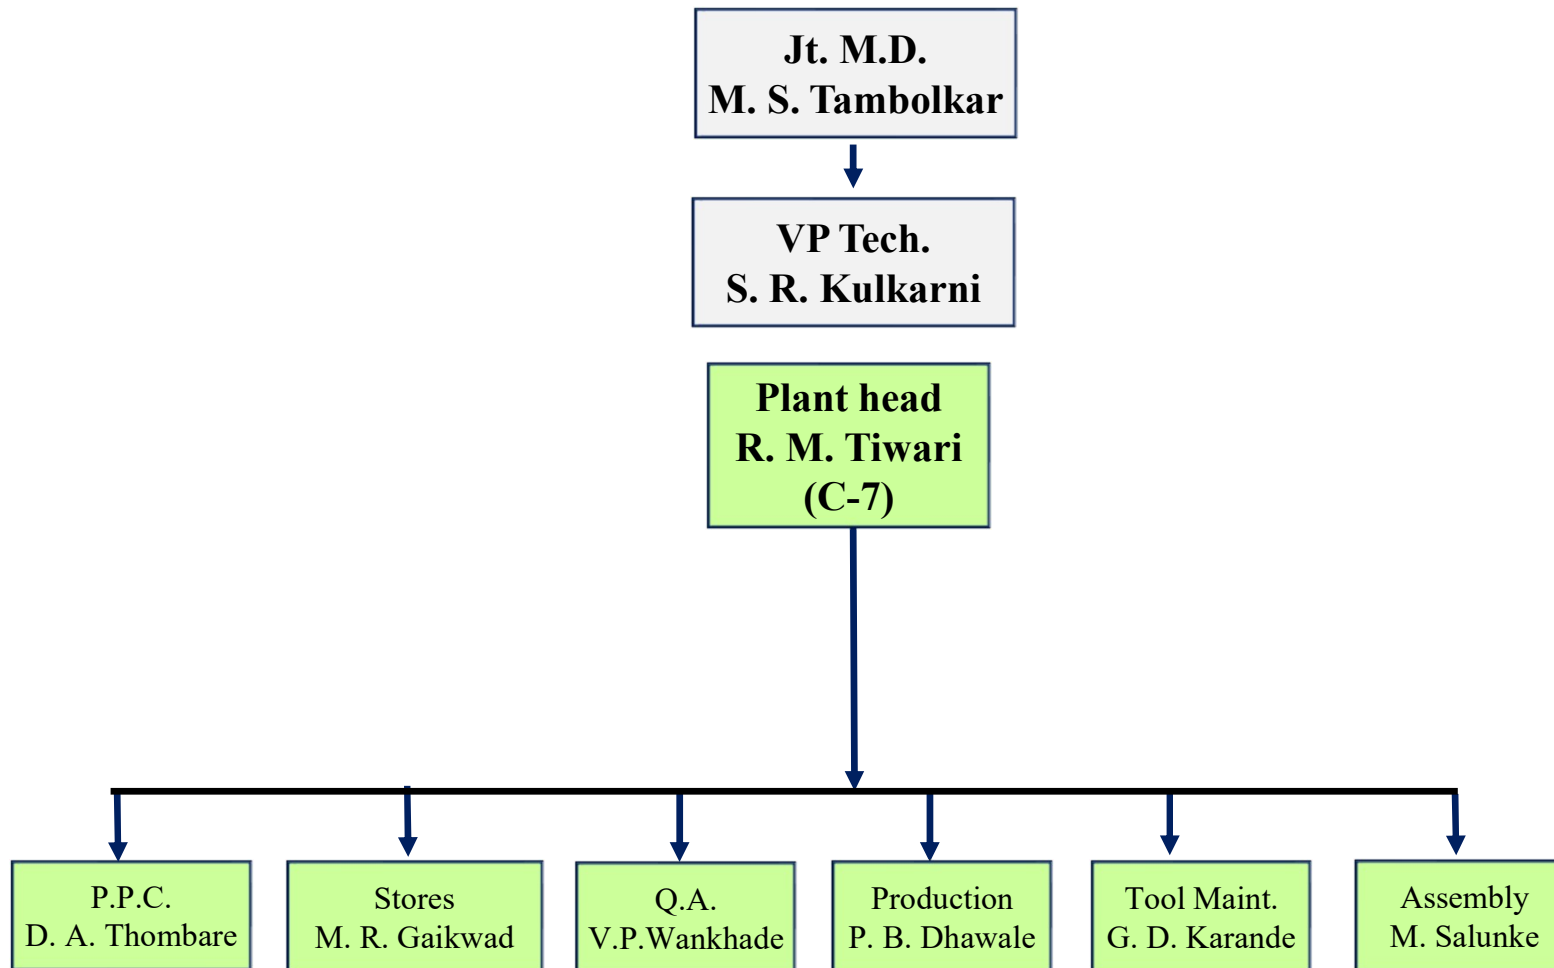 Jt. M.D.
M. S. Tambolkar
VP Tech.
S. R. Kulkarni
Plant head
R. M. Tiwari
(C-7)
P.P.C.
D. A. Thombare
Stores
M. R. Gaikwad
Q.A.
V.P.Wankhade
Production
P. B. Dhawale
Tool Maint.
G. D. Karande
Assembly
M. Salunke